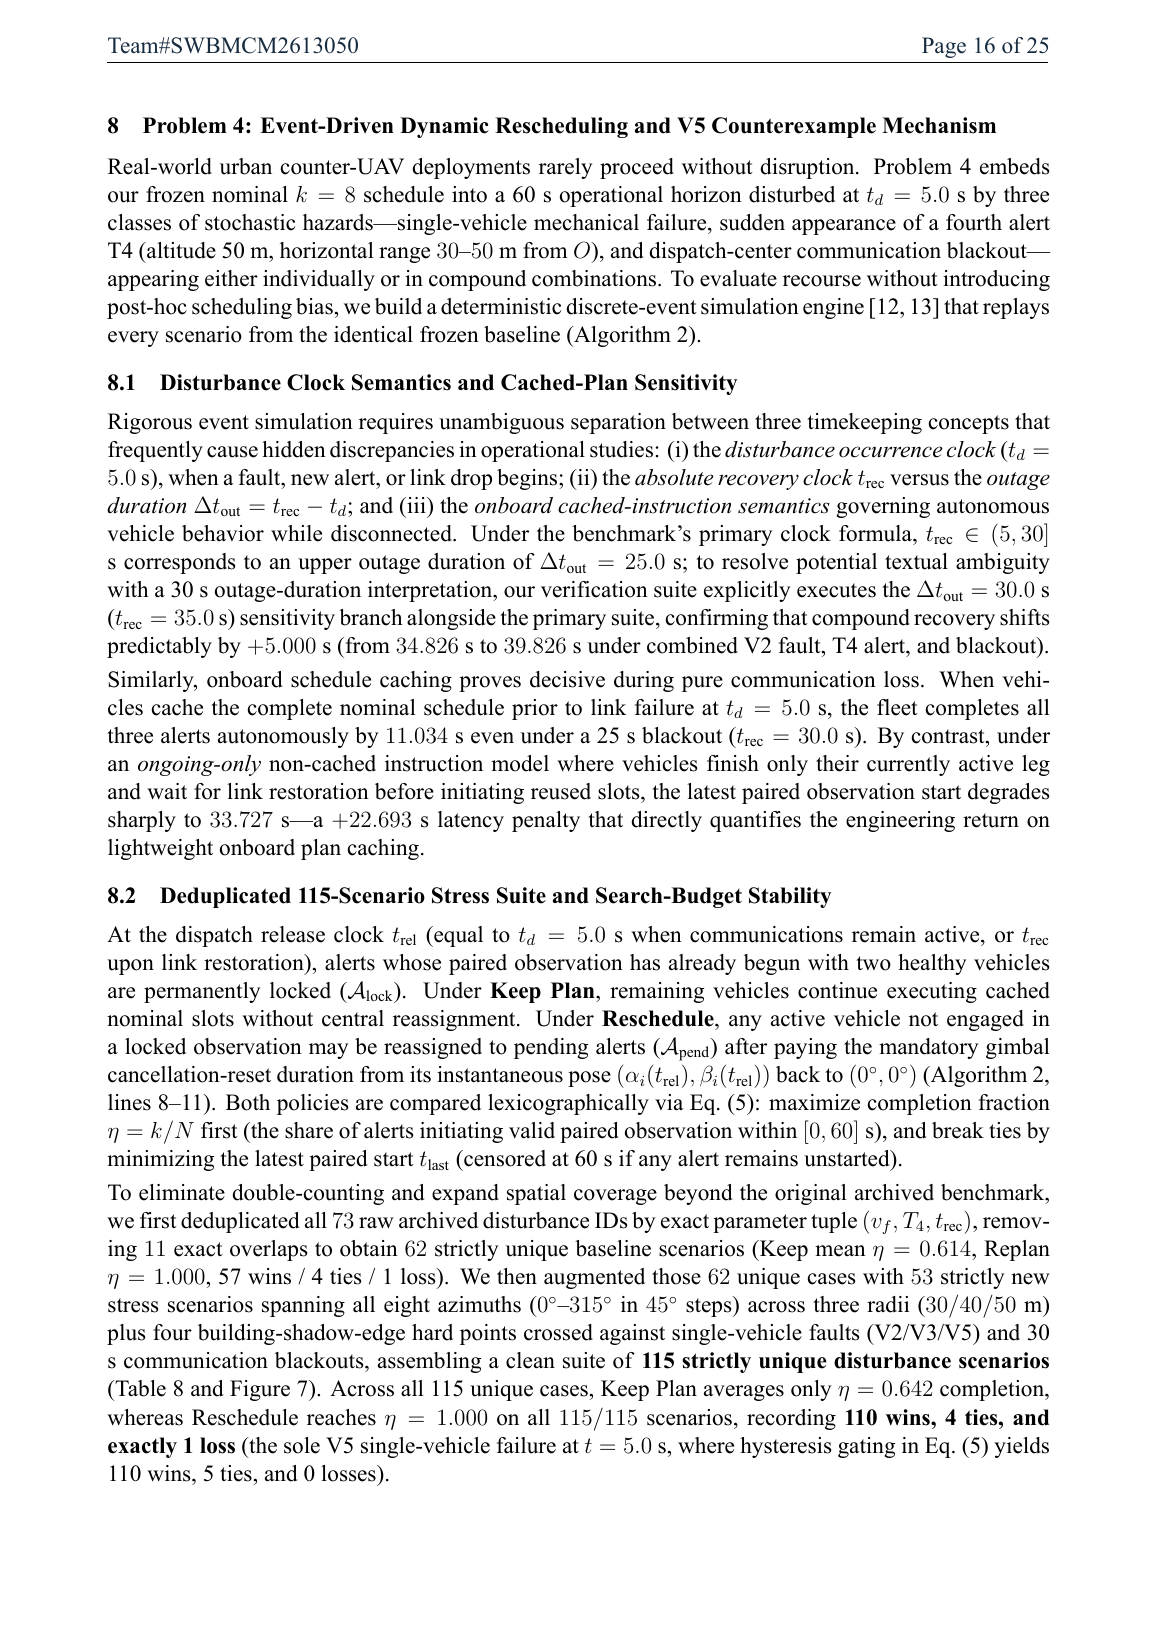 Team#SWBMCM2613050 Page 16 of 25
8 Problem 4: Event-Driven Dynamic Rescheduling and V5 Counterexample Mechanism
Real-world urban counter-UAV deployments rarely proceed without disruption. Problem 4 embeds
our frozen nominal k = 8 schedule into a 60 s operational horizon disturbed at t_d = 5.0 s by three
classes of stochastic hazards—single-vehicle mechanical failure, sudden appearance of a fourth alert
T4 (altitude 50 m, horizontal range 30–50 m from O), and dispatch-center communication blackout—
appearing either individually or in compound combinations. To evaluate recourse without introducing
post-hoc scheduling bias, we build a deterministic discrete-event simulation engine [12, 13] that replays
every scenario from the identical frozen baseline (Algorithm 2).
8.1 Disturbance Clock Semantics and Cached-Plan Sensitivity
Rigorous event simulation requires unambiguous separation between three timekeeping concepts that
frequently cause hidden discrepancies in operational studies: (i) the disturbance occurrence clock (t_d =
5.0 s), when a fault, new alert, or link drop begins; (ii) the absolute recovery clock t_rec versus the outage
duration Δt_out = t_rec − t_d; and (iii) the onboard cached-instruction semantics governing autonomous
vehicle behavior while disconnected. Under the benchmark's primary clock formula, t_rec ∈ (5, 30]
s corresponds to an upper outage duration of Δt_out = 25.0 s; to resolve potential textual ambiguity
with a 30 s outage-duration interpretation, our verification suite explicitly executes the Δt_out = 30.0 s
(t_rec = 35.0 s) sensitivity branch alongside the primary suite, confirming that compound recovery shifts
predictably by +5.000 s (from 34.826 s to 39.826 s under combined V2 fault, T4 alert, and blackout).
Similarly, onboard schedule caching proves decisive during pure communication loss. When vehi-
cles cache the complete nominal schedule prior to link failure at t_d = 5.0 s, the fleet completes all
three alerts autonomously by 11.034 s even under a 25 s blackout (t_rec = 30.0 s). By contrast, under
an ongoing-only non-cached instruction model where vehicles finish only their currently active leg
and wait for link restoration before initiating reused slots, the latest paired observation start degrades
sharply to 33.727 s—a +22.693 s latency penalty that directly quantifies the engineering return on
lightweight onboard plan caching.
8.2 Deduplicated 115-Scenario Stress Suite and Search-Budget Stability
At the dispatch release clock t_rel (equal to t_d = 5.0 s when communications remain active, or t_rec
upon link restoration), alerts whose paired observation has already begun with two healthy vehicles
are permanently locked (𝒜_lock). Under Keep Plan, remaining vehicles continue executing cached
nominal slots without central reassignment. Under Reschedule, any active vehicle not engaged in
a locked observation may be reassigned to pending alerts (𝒜_pend) after paying the mandatory gimbal
cancellation-reset duration from its instantaneous pose (α_i(t_rel), β_i(t_rel)) back to (0°, 0°) (Algorithm 2,
lines 8–11). Both policies are compared lexicographically via Eq. (5): maximize completion fraction
η = k/N first (the share of alerts initiating valid paired observation within [0, 60] s), and break ties by
minimizing the latest paired start t_last (censored at 60 s if any alert remains unstarted).
To eliminate double-counting and expand spatial coverage beyond the original archived benchmark,
we first deduplicated all 73 raw archived disturbance IDs by exact parameter tuple (v_f, T_4, t_rec), remov-
ing 11 exact overlaps to obtain 62 strictly unique baseline scenarios (Keep mean η = 0.614, Replan
η = 1.000, 57 wins / 4 ties / 1 loss). We then augmented those 62 unique cases with 53 strictly new
stress scenarios spanning all eight azimuths (0°–315° in 45° steps) across three radii (30/40/50 m)
plus four building-shadow-edge hard points crossed against single-vehicle faults (V2/V3/V5) and 30
s communication blackouts, assembling a clean suite of 115 strictly unique disturbance scenarios
(Table 8 and Figure 7). Across all 115 unique cases, Keep Plan averages only η = 0.642 completion,
whereas Reschedule reaches η = 1.000 on all 115/115 scenarios, recording 110 wins, 4 ties, and
exactly 1 loss (the sole V5 single-vehicle failure at t = 5.0 s, where hysteresis gating in Eq. (5) yields
110 wins, 5 ties, and 0 losses).